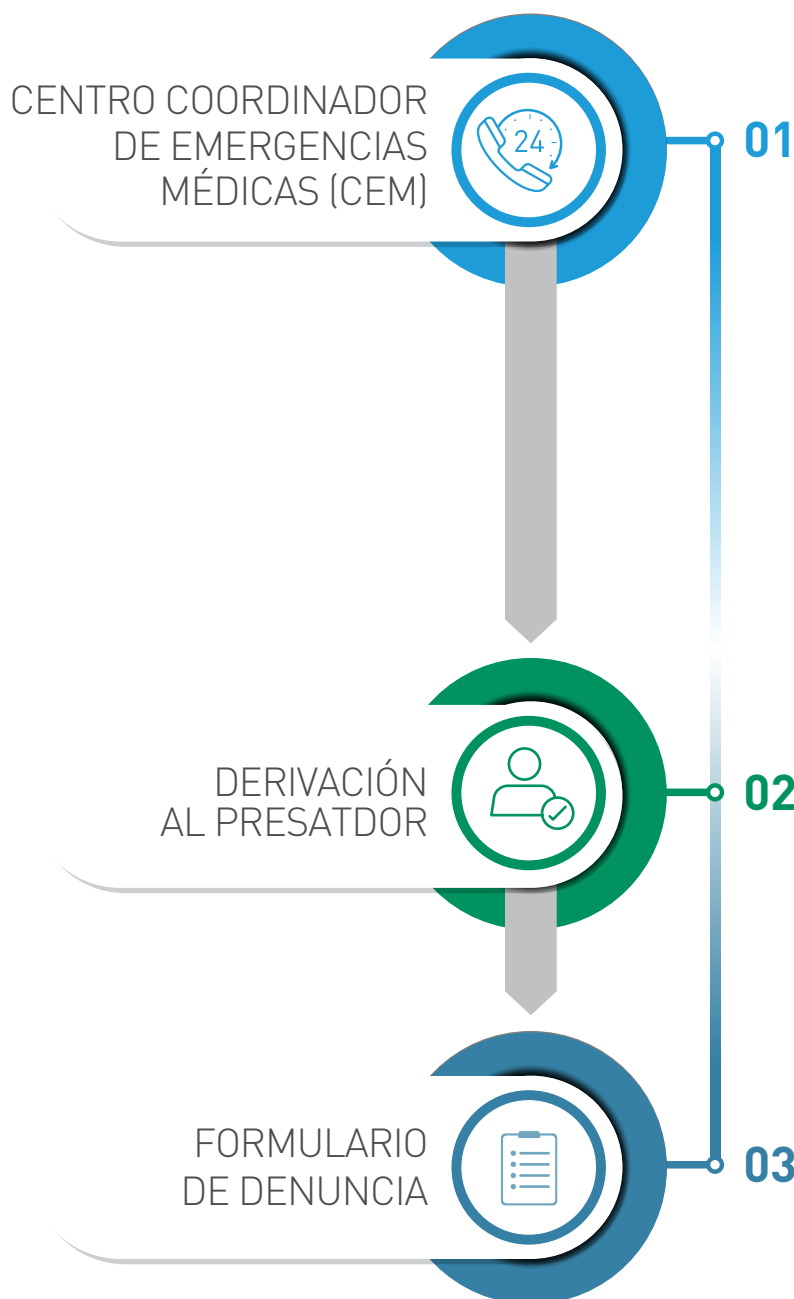 CENTRO COORDINADOR
DE EMERGENCIAS
MÉDICAS (CEM)
24
01
DERIVACIÓN
AL PRESATDOR
02
FORMULARIO
DE DENUNCIA
03